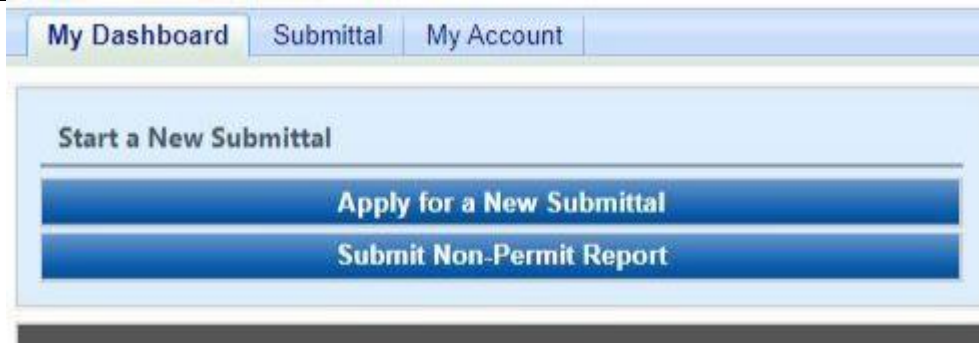 My Dashboard Submittal My Account
Start a New Submittal
Apply for a New Submittal
Submit Non-Permit Report